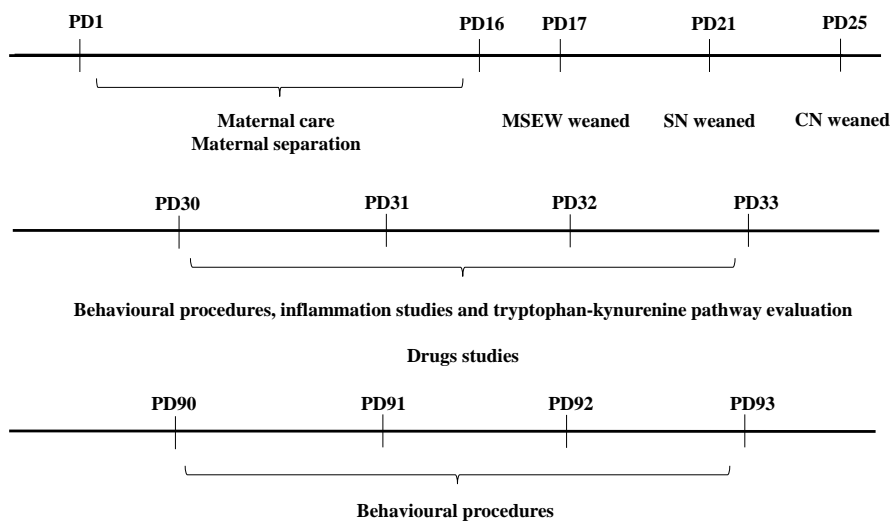 PD1 PD16 PD17 PD21 PD25
Maternal care
Maternal separation
MSEW weaned SN weaned CN weaned
PD30 PD31 PD32 PD33
Behavioural procedures, inflammation studies and tryptophan-kynurenine pathway evaluation
Drugs studies
PD90 PD91 PD92 PD93
Behavioural procedures